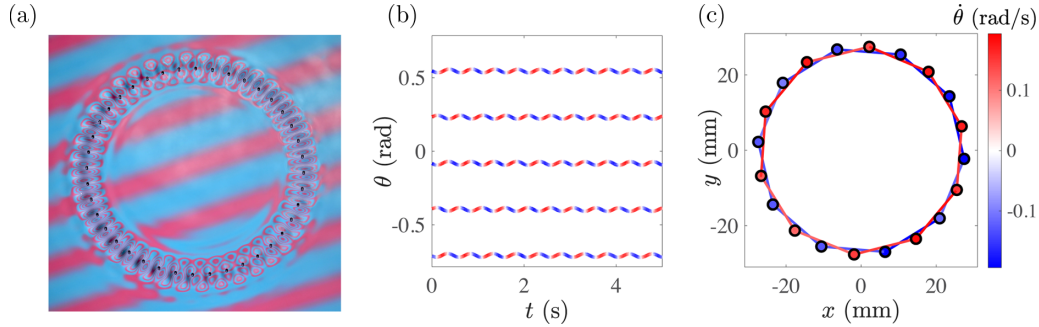 (a)
(b)
0.5
0
-0.5
θ (rad)
0
2
4
t (s)
(c)
θ̇ (rad/s)
20
0
-20
y (mm)
-20
0
20
x (mm)
0.1
0
-0.1